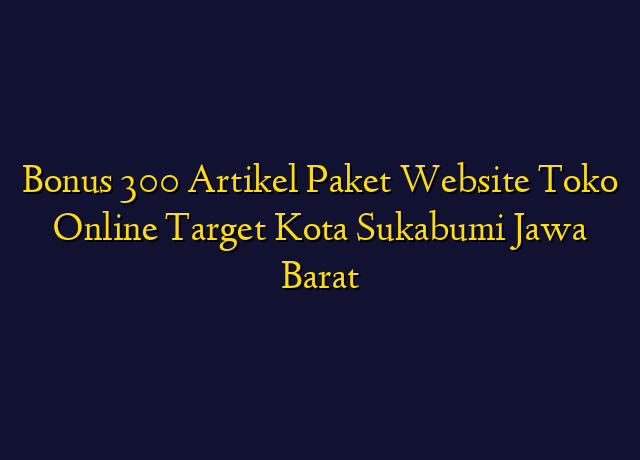 Bonus 300 Artikel Paket Website Toko
Online Target Kota Sukabumi Jawa
Barat